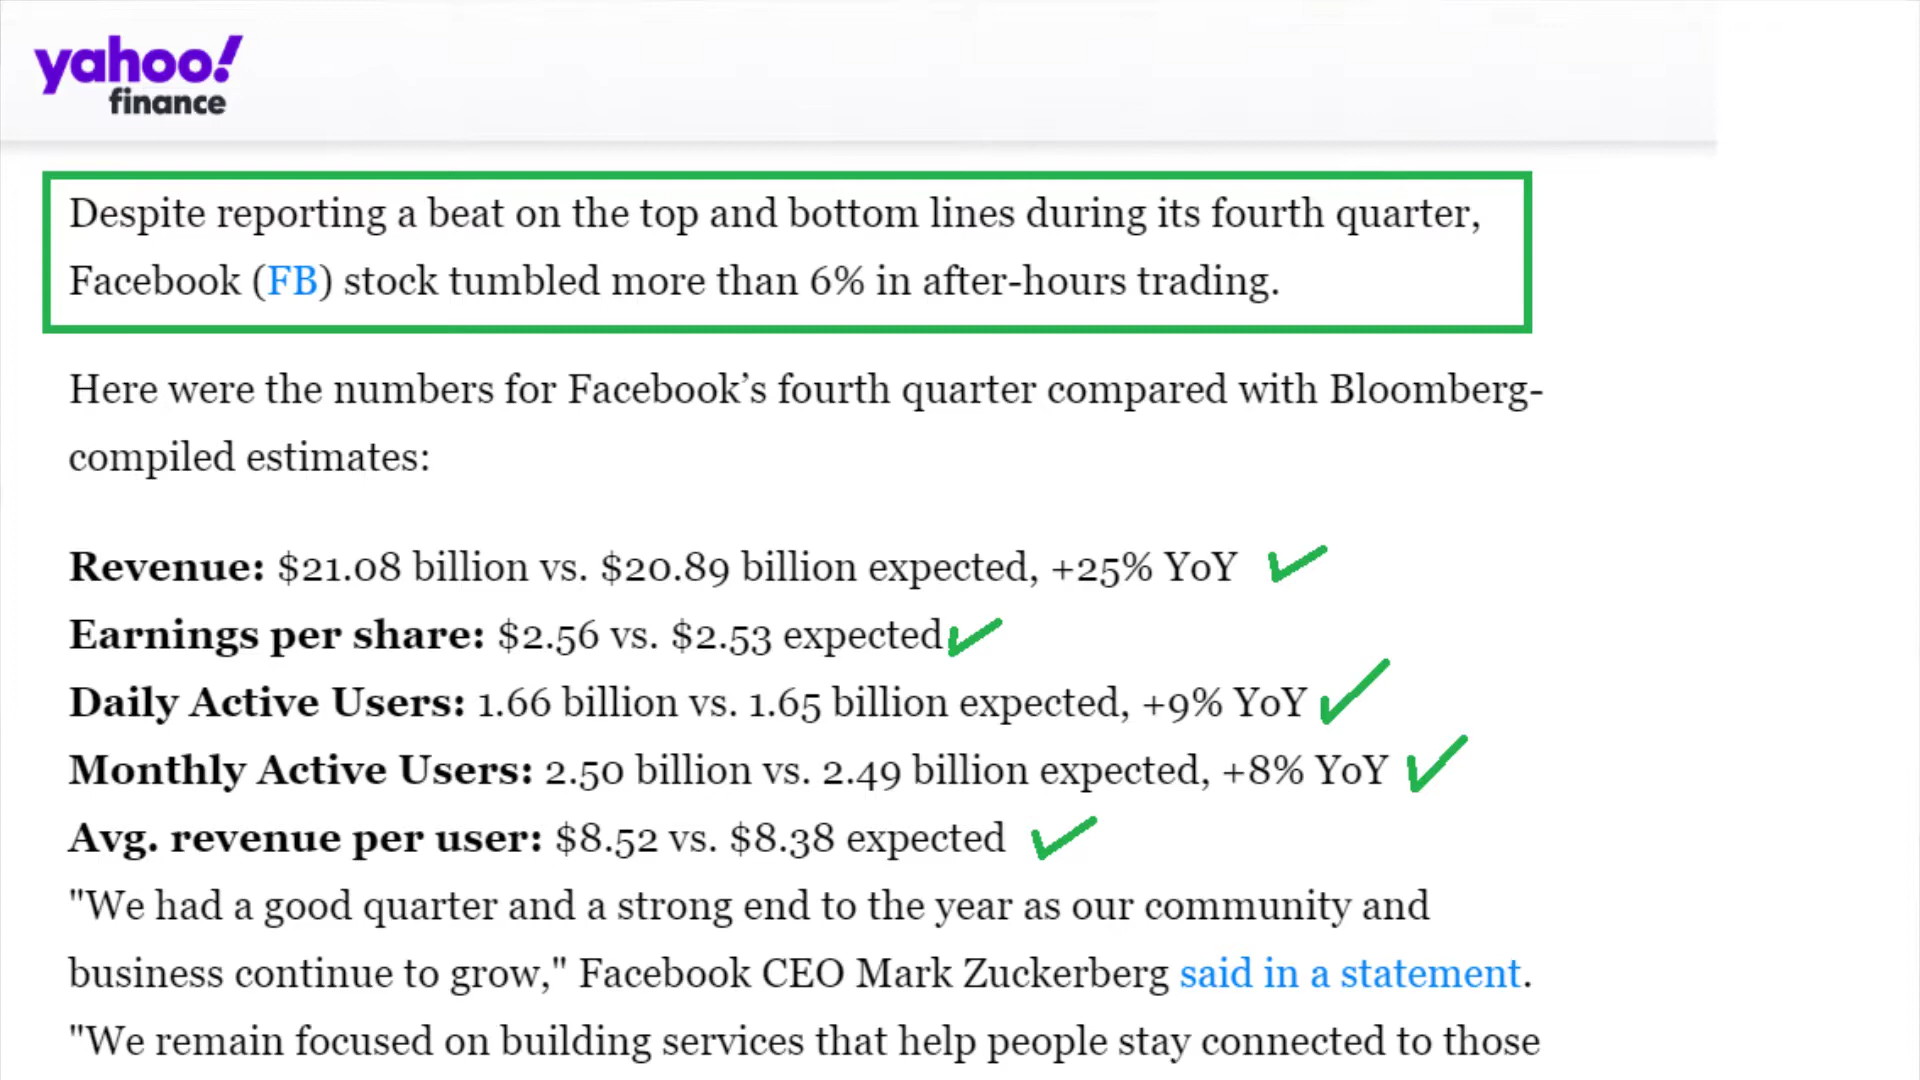 yahoo!
finance
Despite reporting a beat on the top and bottom lines during its fourth quarter,
Facebook (FB) stock tumbled more than 6% in after-hours trading.
Here were the numbers for Facebook’s fourth quarter compared with Bloomberg-
compiled estimates:
Revenue: $21.08 billion vs. $20.89 billion expected, +25% YoY
Earnings per share: $2.56 vs. $2.53 expected
Daily Active Users: 1.66 billion vs. 1.65 billion expected, +9% YoY
Monthly Active Users: 2.50 billion vs. 2.49 billion expected, +8% YoY
Avg. revenue per user: $8.52 vs. $8.38 expected
"We had a good quarter and a strong end to the year as our community and
business continue to grow," Facebook CEO Mark Zuckerberg said in a statement.
"We remain focused on building services that help people stay connected to those